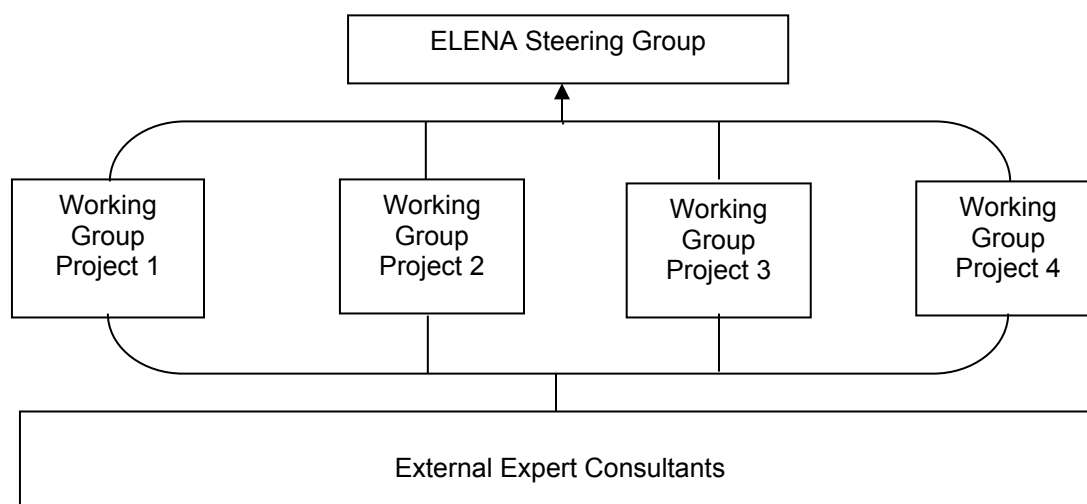 ELENA Steering Group
Working
Group
Project 1
Working
Group
Project 2
Working
Group
Project 3
Working
Group
Project 4
External Expert Consultants